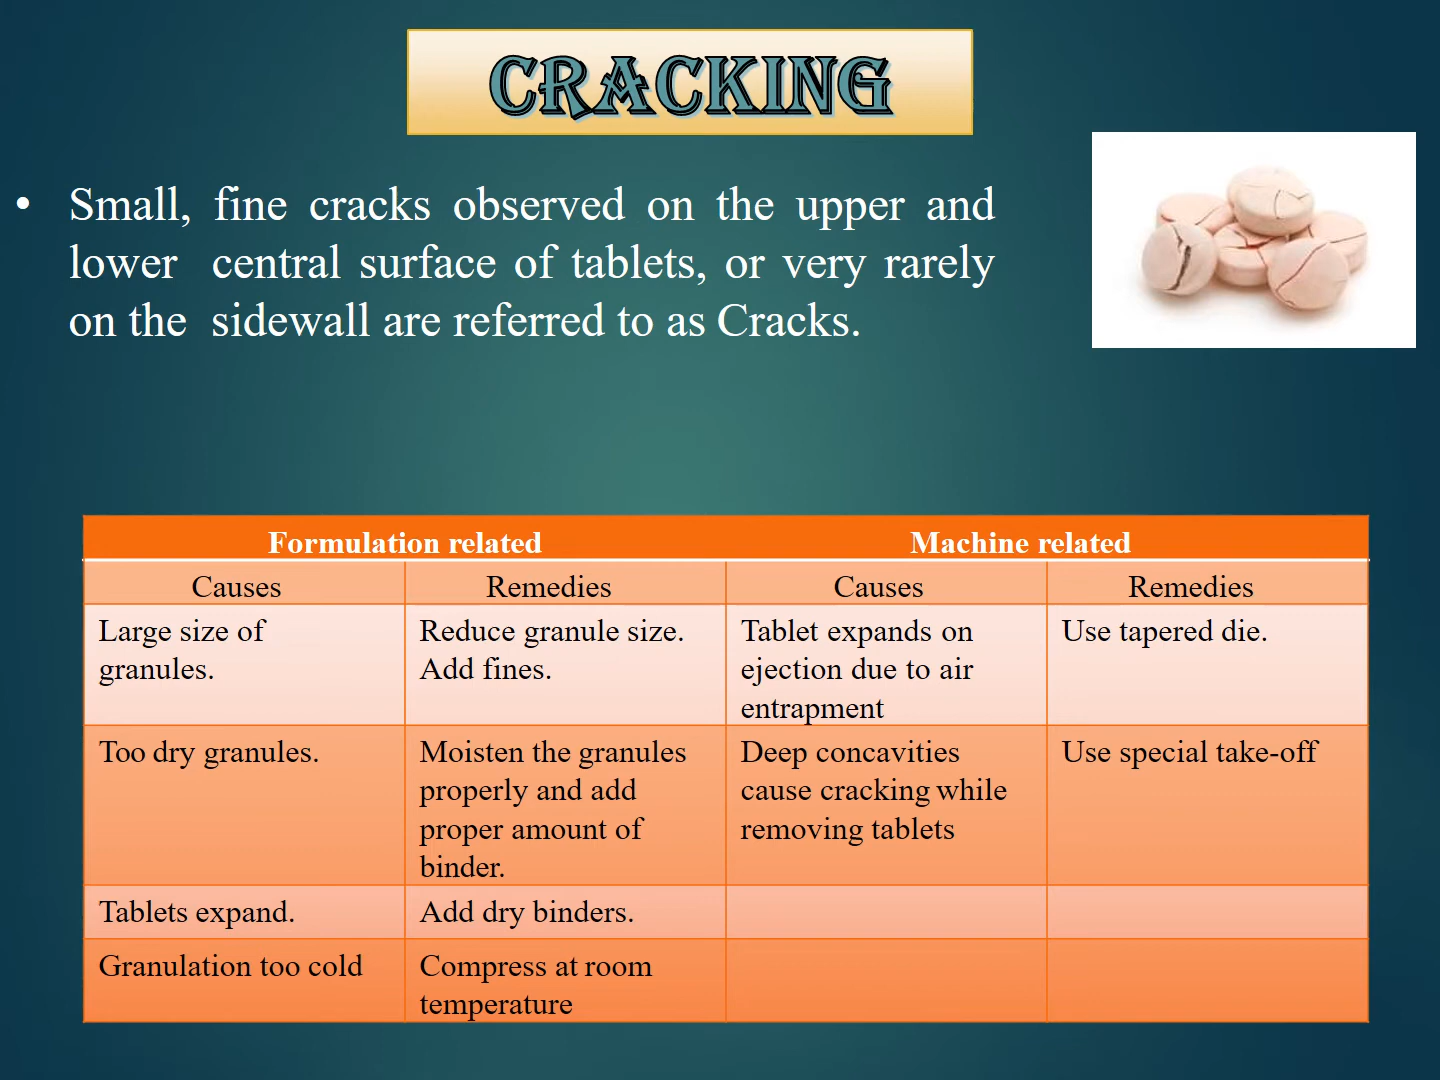 CRACKING
• Small, fine cracks observed on the upper and
lower central surface of tablets, or very rarely
on the sidewall are referred to as Cracks.
Formulation related Machine related
Causes Remedies Causes Remedies
Large size of
granules.
Reduce granule size.
Add fines.
Tablet expands on
ejection due to air
entrapment
Use tapered die.
Too dry granules.
Moisten the granules
properly and add
proper amount of
binder.
Deep concavities
cause cracking while
removing tablets
Use special take-off
Tablets expand.
Add dry binders.
Granulation too cold
Compress at room
temperature